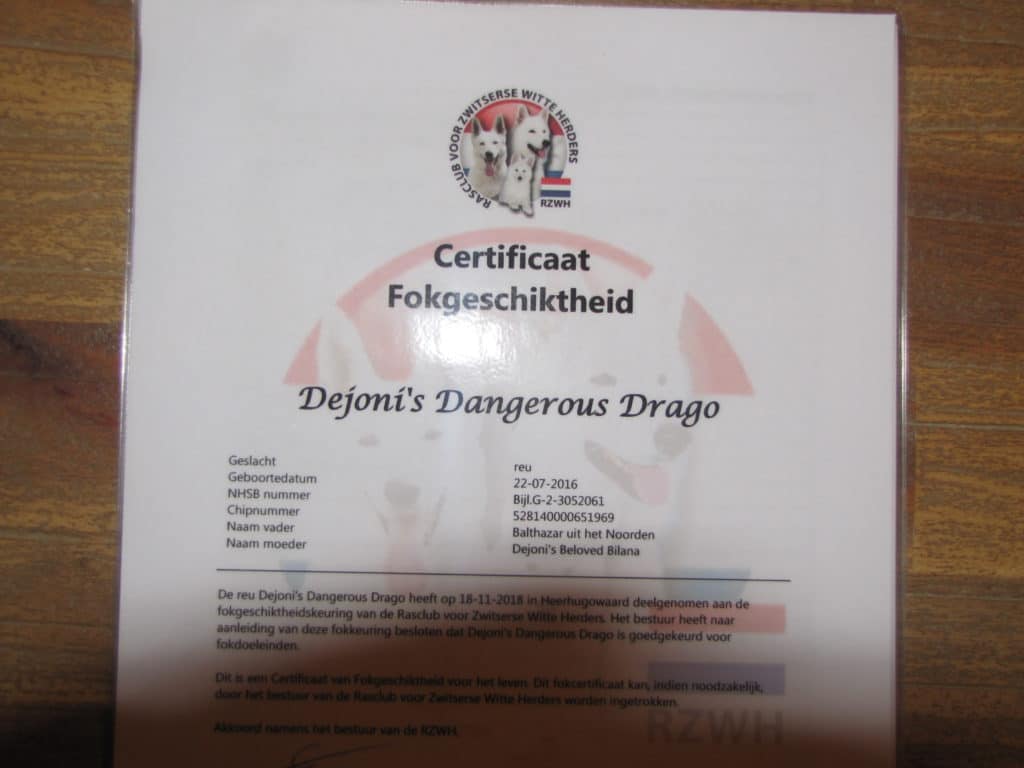 RASCLUB VOOR ZWITSERSE WITTE HERDERS
RZWH
Certificaat
Fokgeschiktheid
Dejoni's Dangerous Drago
Geslacht reu
Geboortedatum 22-07-2016
NHSB nummer Bijl.G-2-3052061
Chipnummer 528140000651969
Naam vader Balthazar uit het Noorden
Naam moeder Dejoni's Beloved Bilana
De reu Dejoni's Dangerous Drago heeft op 18-11-2018 in Heerhugowaard deelgenomen aan de
fokgeschiktheidskeuring van de Rasclub voor Zwitserse Witte Herders. Het bestuur heeft naar
aanleiding van deze fokkeuring besloten dat Dejoni's Dangerous Drago is goedgekeurd voor
fokdoeleinden.
Dit is een Certificaat van Fokgeschiktheid voor het leven. Dit fokcertificaat kan, indien noodzakelijk,
door het bestuur van de Rasclub voor Zwitserse Witte Herders worden ingetrokken.
RZWH
Akkoord namens het bestuur van de RZWH,